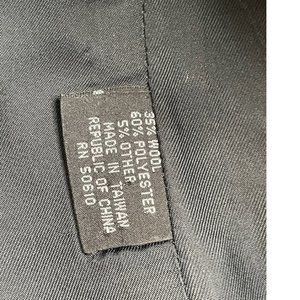 35% WOOL
60% POLYESTER
5% OTHER
MADE IN TAIWAN
REPUBLIC OF CHINA
RN 50610